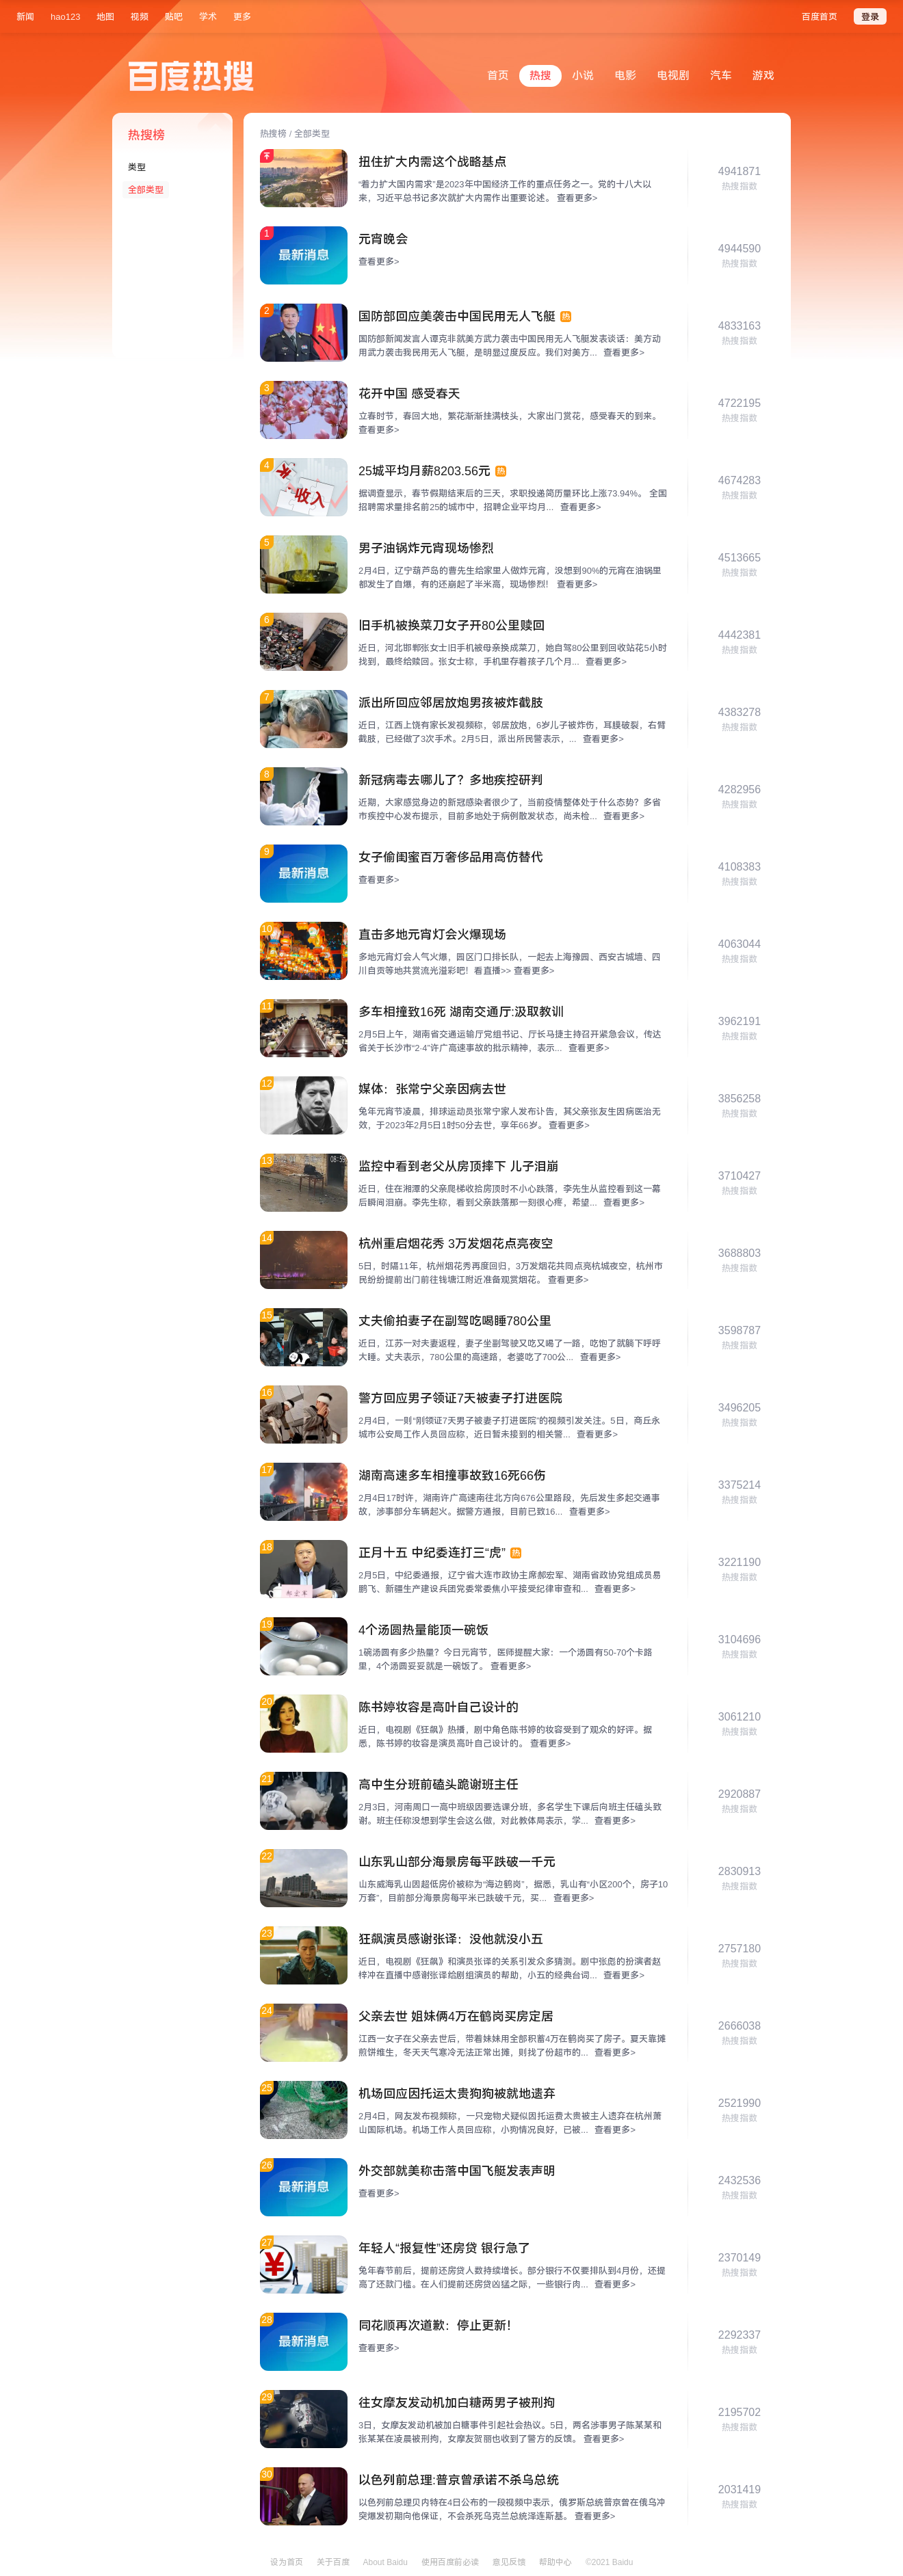 新闻 hao123 地图 视频 贴吧 学术 更多 百度首页 登录
百度热搜
首页 热搜 小说 电影 电视剧 汽车 游戏
热搜榜
类型
全部类型
热搜榜 / 全部类型
扭住扩大内需这个战略基点
“着力扩大国内需求”是2023年中国经济工作的重点任务之一。党的十八大以
来，习近平总书记多次就扩大内需作出重要论述。 查看更多>
4941871
热搜指数
1
最新消息
元宵晚会
查看更多>
4944590
热搜指数
2
国防部回应美袭击中国民用无人飞艇 热
国防部新闻发言人谭克非就美方武力袭击中国民用无人飞艇发表谈话：美方动
用武力袭击我民用无人飞艇，是明显过度反应。我们对美方... 查看更多>
4833163
热搜指数
3
花开中国 感受春天
立春时节，春回大地，繁花渐渐挂满枝头，大家出门赏花，感受春天的到来。
查看更多>
4722195
热搜指数
4
收入
25城平均月薪8203.56元 热
据调查显示，春节假期结束后的三天，求职投递简历量环比上涨73.94%。 全国
招聘需求量排名前25的城市中，招聘企业平均月... 查看更多>
4674283
热搜指数
5
男子油锅炸元宵现场惨烈
2月4日，辽宁葫芦岛的曹先生给家里人做炸元宵，没想到90%的元宵在油锅里
都发生了自爆，有的还崩起了半米高，现场惨烈！ 查看更多>
4513665
热搜指数
6
旧手机被换菜刀女子开80公里赎回
近日，河北邯郸张女士旧手机被母亲换成菜刀，她自驾80公里到回收站花5小时
找到，最终给赎回。张女士称，手机里存着孩子几个月... 查看更多>
4442381
热搜指数
7
派出所回应邻居放炮男孩被炸截肢
近日，江西上饶有家长发视频称，邻居放炮，6岁儿子被炸伤，耳膜破裂，右臂
截肢，已经做了3次手术。2月5日，派出所民警表示，... 查看更多>
4383278
热搜指数
8
新冠病毒去哪儿了？多地疾控研判
近期，大家感觉身边的新冠感染者很少了，当前疫情整体处于什么态势？多省
市疾控中心发布提示，目前多地处于病例散发状态，尚未检... 查看更多>
4282956
热搜指数
9
最新消息
女子偷闺蜜百万奢侈品用高仿替代
查看更多>
4108383
热搜指数
10
直击多地元宵灯会火爆现场
多地元宵灯会人气火爆，园区门口排长队，一起去上海豫园、西安古城墙、四
川自贡等地共赏流光溢彩吧！看直播>> 查看更多>
4063044
热搜指数
11
多车相撞致16死 湖南交通厅:汲取教训
2月5日上午，湖南省交通运输厅党组书记、厅长马捷主持召开紧急会议，传达
省关于长沙市“2·4”许广高速事故的批示精神，表示... 查看更多>
3962191
热搜指数
12
媒体：张常宁父亲因病去世
兔年元宵节凌晨，排球运动员张常宁家人发布讣告，其父亲张友生因病医治无
效，于2023年2月5日1时50分去世，享年66岁。 查看更多>
3856258
热搜指数
13
监控中看到老父从房顶摔下 儿子泪崩
近日，住在湘潭的父亲爬梯收拾房顶时不小心跌落，李先生从监控看到这一幕
后瞬间泪崩。李先生称，看到父亲跌落那一刻很心疼，希望... 查看更多>
3710427
热搜指数
14
杭州重启烟花秀 3万发烟花点亮夜空
5日，时隔11年，杭州烟花秀再度回归，3万发烟花共同点亮杭城夜空，杭州市
民纷纷提前出门前往钱塘江附近准备观赏烟花。 查看更多>
3688803
热搜指数
15
丈夫偷拍妻子在副驾吃喝睡780公里
近日，江苏一对夫妻返程，妻子坐副驾驶又吃又喝了一路，吃饱了就躺下呼呼
大睡。丈夫表示，780公里的高速路，老婆吃了700公... 查看更多>
3598787
热搜指数
16
警方回应男子领证7天被妻子打进医院
2月4日，一则“刚领证7天男子被妻子打进医院”的视频引发关注。5日，商丘永
城市公安局工作人员回应称，近日暂未接到的相关警... 查看更多>
3496205
热搜指数
17
湖南高速多车相撞事故致16死66伤
2月4日17时许，湖南许广高速南往北方向676公里路段，先后发生多起交通事
故，涉事部分车辆起火。据警方通报，目前已致16... 查看更多>
3375214
热搜指数
18
正月十五 中纪委连打三“虎” 热
2月5日，中纪委通报，辽宁省大连市政协主席郝宏军、湖南省政协党组成员易
鹏飞、新疆生产建设兵团党委常委焦小平接受纪律审查和... 查看更多>
3221190
热搜指数
19
4个汤圆热量能顶一碗饭
1碗汤圆有多少热量？今日元宵节，医师提醒大家：一个汤圆有50-70个卡路
里，4个汤圆妥妥就是一碗饭了。 查看更多>
3104696
热搜指数
20
陈书婷妆容是高叶自己设计的
近日，电视剧《狂飙》热播，剧中角色陈书婷的妆容受到了观众的好评。据
悉，陈书婷的妆容是演员高叶自己设计的。 查看更多>
3061210
热搜指数
21
高中生分班前磕头跪谢班主任
2月3日，河南周口一高中班级因要选课分班，多名学生下课后向班主任磕头致
谢。班主任称没想到学生会这么做，对此教体局表示，学... 查看更多>
2920887
热搜指数
22
山东乳山部分海景房每平跌破一千元
山东威海乳山因超低房价被称为“海边鹤岗”，据悉，乳山有“小区200个，房子10
万套”，目前部分海景房每平米已跌破千元，买... 查看更多>
2830913
热搜指数
23
狂飙演员感谢张译：没他就没小五
近日，电视剧《狂飙》和演员张译的关系引发众多猜测。剧中张彪的扮演者赵
梓冲在直播中感谢张译给剧组演员的帮助，小五的经典台词... 查看更多>
2757180
热搜指数
24
父亲去世 姐妹俩4万在鹤岗买房定居
江西一女子在父亲去世后，带着妹妹用全部积蓄4万在鹤岗买了房子。夏天靠摊
煎饼维生，冬天天气寒冷无法正常出摊，则找了份超市的... 查看更多>
2666038
热搜指数
25
机场回应因托运太贵狗狗被就地遗弃
2月4日，网友发布视频称，一只宠物犬疑似因托运费太贵被主人遗弃在杭州萧
山国际机场。机场工作人员回应称，小狗情况良好，已被... 查看更多>
2521990
热搜指数
26
最新消息
外交部就美称击落中国飞艇发表声明
查看更多>
2432536
热搜指数
27
年轻人“报复性”还房贷 银行急了
兔年春节前后，提前还房贷人数持续增长。部分银行不仅要排队到4月份，还提
高了还款门槛。在人们提前还房贷凶猛之际，一些银行肉... 查看更多>
2370149
热搜指数
28
最新消息
同花顺再次道歉：停止更新！
查看更多>
2292337
热搜指数
29
往女摩友发动机加白糖两男子被刑拘
3日，女摩友发动机被加白糖事件引起社会热议。5日，两名涉事男子陈某某和
张某某在凌晨被刑拘，女摩友贺丽也收到了警方的反馈。 查看更多>
2195702
热搜指数
30
以色列前总理:普京曾承诺不杀乌总统
以色列前总理贝内特在4日公布的一段视频中表示，俄罗斯总统普京曾在俄乌冲
突爆发初期向他保证，不会杀死乌克兰总统泽连斯基。 查看更多>
2031419
热搜指数
设为首页 关于百度 About Baidu 使用百度前必读 意见反馈 帮助中心 ©2021 Baidu